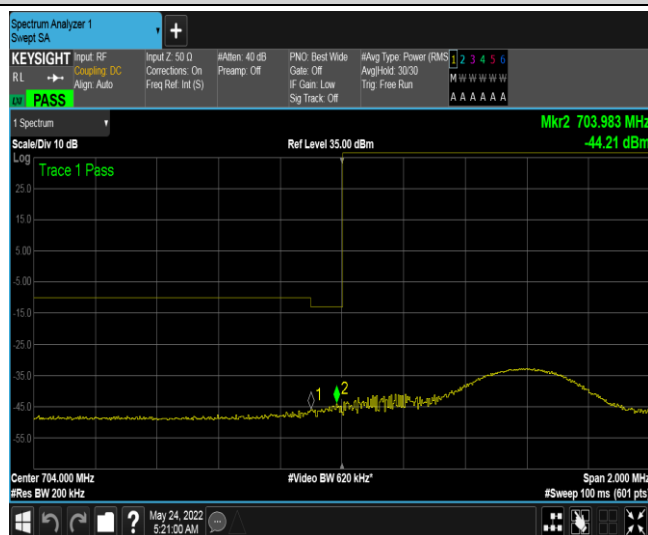 Spectrum Analyzer 1
Swept SA
+
KEYSIGHT Input: RF Input Z: 50 Ω #Atten: 40 dB PNO: Best Wide #Avg Type: Power (RMS 1 2 3 4 5 6
RL Coupling: DC Corrections: On Preamp: Off Gate: Off Avg|Hold: 30/30 M W W W W W
Align: Auto Freq Ref: Int (S) IF Gain: Low Trig: Free Run
PASS Sig Track: Off A A A A A A
1 Spectrum Mkr2 703.983 MHz
Scale/Div 10 dB Ref Level 35.00 dBm -44.21 dBm
Log
Trace 1 Pass
25.0
15.0
5.00
-5.00
-15.0
-25.0
-35.0
1 2
-45.0
-55.0
Center 704.000 MHz #Video BW 620 kHz* Span 2.000 MHz
#Res BW 200 kHz #Sweep 100 ms (601 pts)
? May 24, 2022
5:21:00 AM